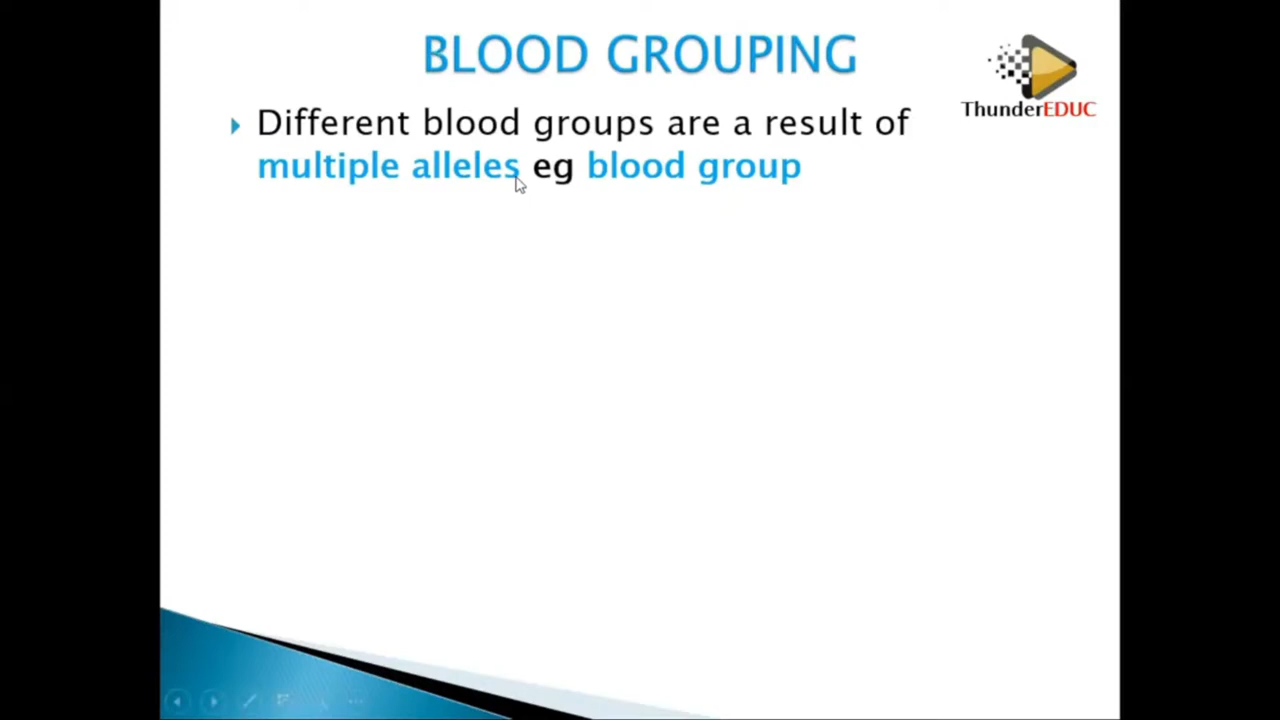 BLOOD GROUPING
ThunderEDUC
Different blood groups are a result of
multiple alleles eg blood group